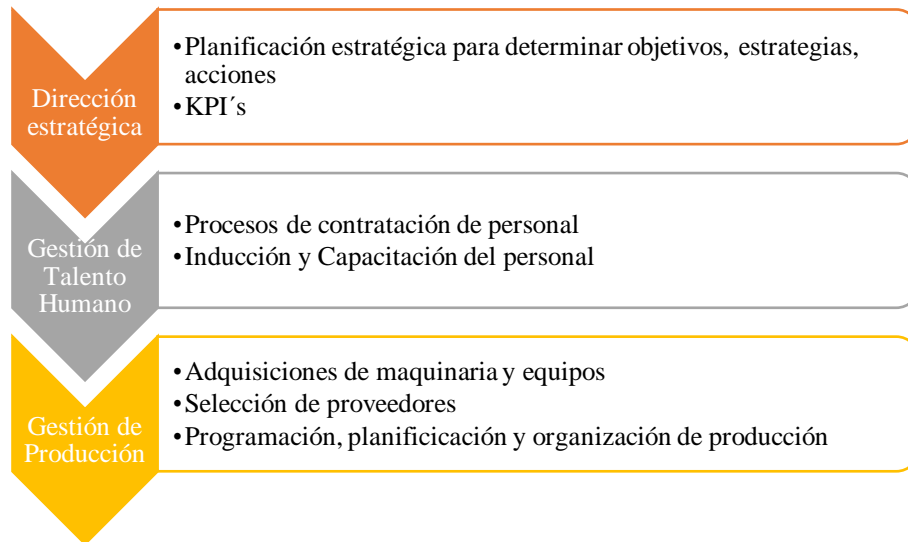 Dirección
estratégica
•Planificación estratégica para determinar objetivos, estrategias,
acciones
•KPI´s
Gestión de
Talento
Humano
•Procesos de contratación de personal
•Inducción y Capacitación del personal
Gestión de
Producción
•Adquisiciones de maquinaria y equipos
•Selección de proveedores
•Programación, planificicación y organización de producción